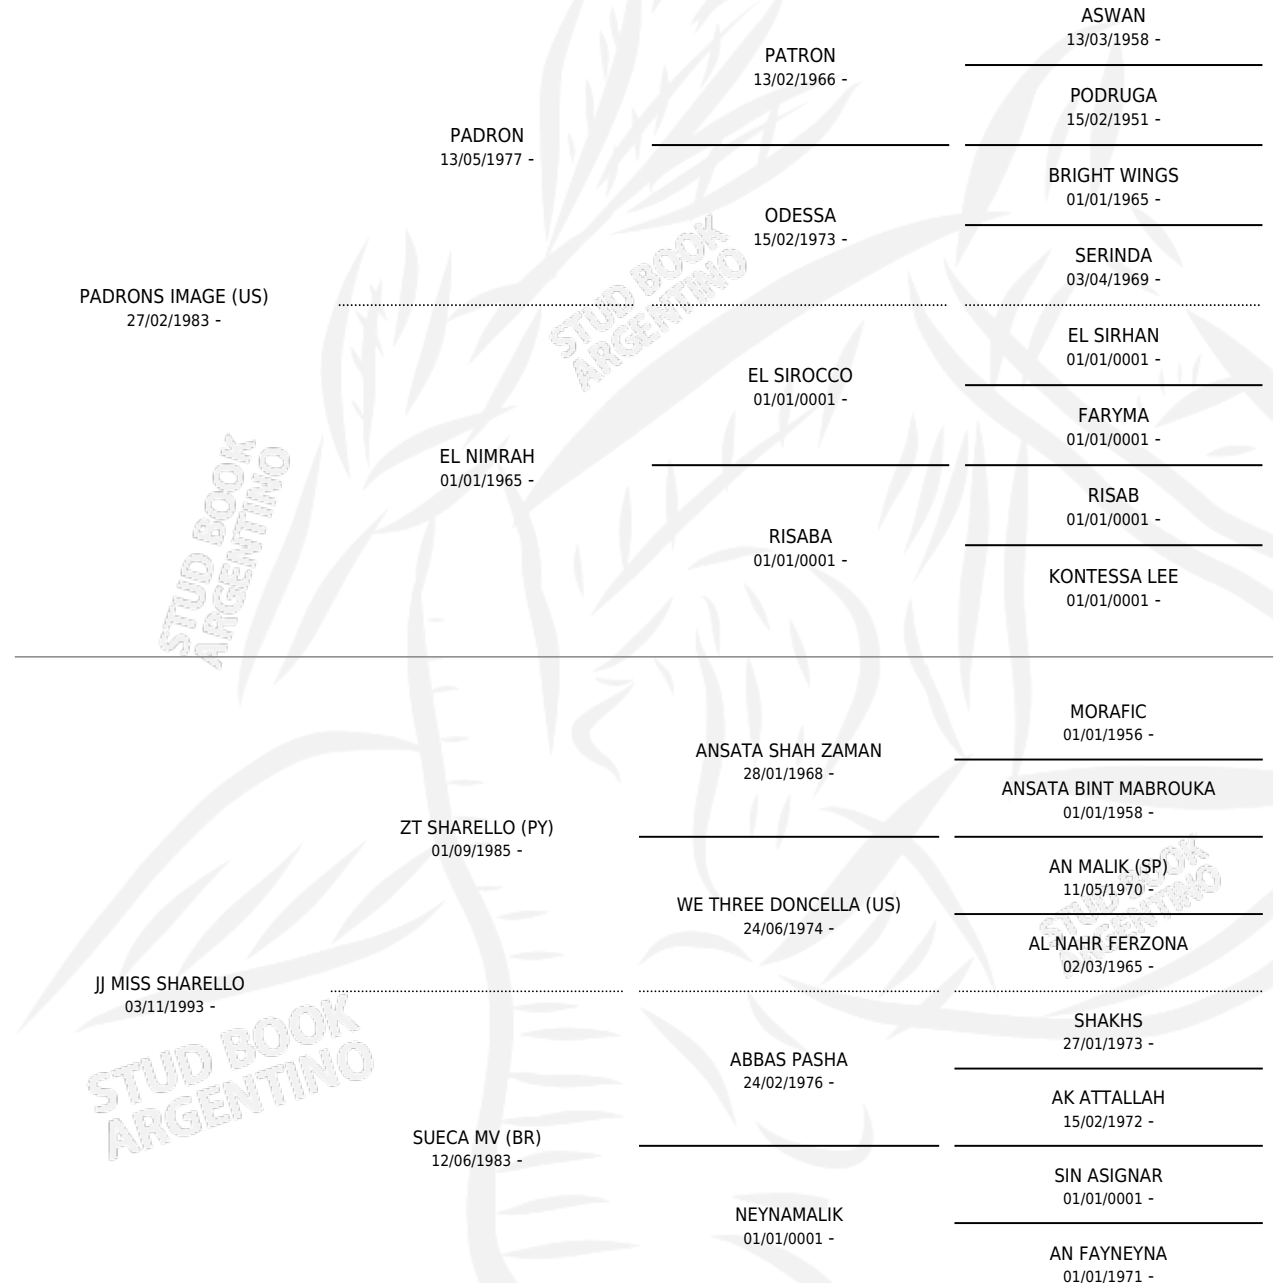 ASWAN
13/03/1958 -
PATRON
13/02/1966 -
PODRUGA
15/02/1951 -
PADRON
13/05/1977 -
BRIGHT WINGS
01/01/1965 -
ODESSA
15/02/1973 -
SERINDA
03/04/1969 -
PADRONS IMAGE (US)
27/02/1983 -
EL SIRHAN
01/01/0001 -
EL SIROCCO
01/01/0001 -
FARYMA
01/01/0001 -
EL NIMRAH
01/01/1965 -
RISAB
01/01/0001 -
RISABA
01/01/0001 -
KONTESSA LEE
01/01/0001 -
STUD BOOK
ARGENTINO
STUD BOOK
ARGENTINO
MORAFIC
01/01/1956 -
ANSATA SHAH ZAMAN
28/01/1968 -
ANSATA BINT MABROUKA
01/01/1958 -
ZT SHARELLO (PY)
01/09/1985 -
AN MALIK (SP)
11/05/1970 -
WE THREE DONCELLA (US)
24/06/1974 -
AL NAHR FERZONA
02/03/1965 -
JJ MISS SHARELLO
03/11/1993 -
SHAKHS
27/01/1973 -
ABBAS PASHA
24/02/1976 -
AK ATTALLAH
15/02/1972 -
SUECA MV (BR)
12/06/1983 -
SIN ASIGNAR
01/01/0001 -
NEYNAMALIK
01/01/0001 -
AN FAYNEYNA
01/01/1971 -
STUD BOOK
ARGENTINO
STUD BOOK
ARGENTINO